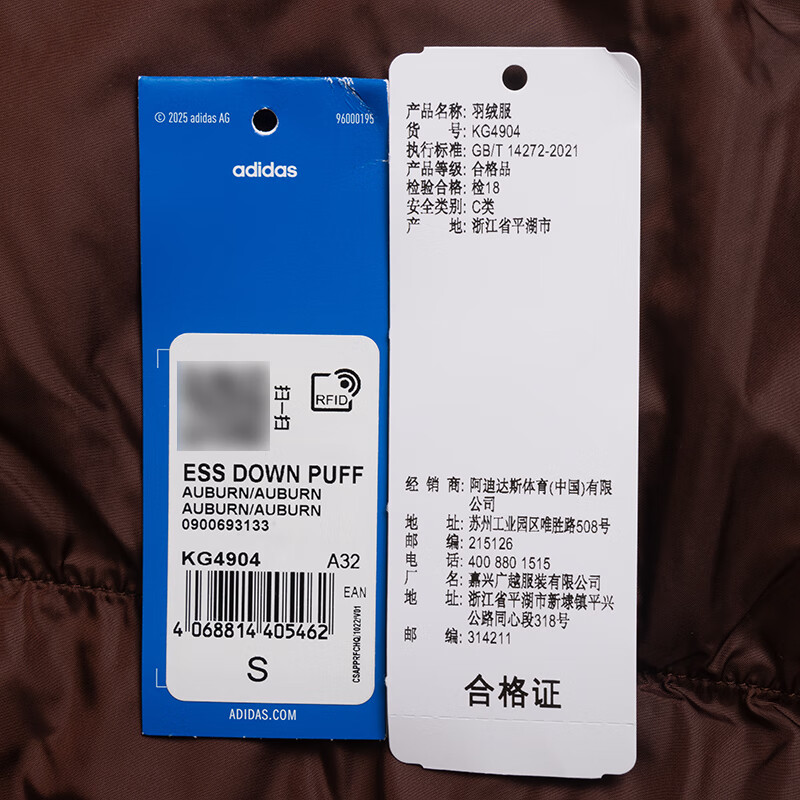 © 2025 adidas AG
96000195
adidas
扫一扫
RFID
ESS DOWN PUFF
AUBURN/AUBURN
AUBURN/AUBURN
0900693133
KG4904 A32
EAN
4 068814 405462
CSAPPRFCHQ/1022/V01
S
ADIDAS.COM
产品名称: 羽绒服
货 号: KG4904
执行标准: GB/T 14272-2021
产品等级: 合格品
检验合格: 检18
安全类别: C类
产 地: 浙江省平湖市
经 销 商: 阿迪达斯体育(中国)有限
公司
地 址: 苏州工业园区唯胜路508号
邮 编: 215126
电 话: 400 880 1515
厂 名: 嘉兴广越服装有限公司
地 址: 浙江省平湖市新埭镇平兴
公路同心段318号
邮 编: 314211
合格证